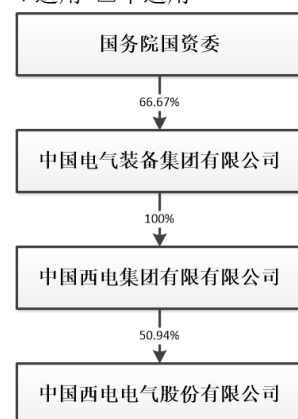 国务院国资委
66.67%
中国电气装备集团有限公司
100%
中国西电集团有限有限公司
50.94%
中国西电电气股份有限公司